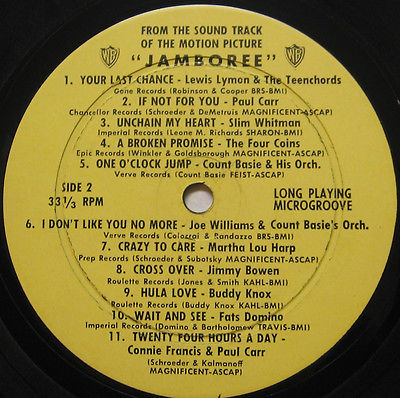 FROM THE SOUND TRACK
OF THE MOTION PICTURE
"JAMBOREE"
1. YOUR LAST CHANCE - Lewis Lymon & The Teenchords
Gone Records (Robinson & Cooper BRS-BMI)
2. IF NOT FOR YOU - Paul Carr
Chancellor Records (Schroeder & DeMetruis MAGNIFICENT-ASCAP)
3. UNCHAIN MY HEART - Slim Whitman
Imperial Records (Leone M. Richards SHARON-BMI)
4. A BROKEN PROMISE - The Four Coins
Epic Records (Winkler & Goldsborough MAGNIFICENT-ASCAP)
5. ONE O'CLOCK JUMP - Count Basie & His Orch.
Verve Records (Count Basie FEIST-ASCAP)
SIDE 2
33 1/3 RPM
LONG PLAYING
MICROGROOVE
6. I DON'T LIKE YOU NO MORE - Joe Williams & Count Basie's Orch.
Verve Records (Colacrai & Randazzo BRS-BMI)
7. CRAZY TO CARE - Martha Lou Harp
Prep Records (Schroeder & Subotsky MAGNIFICENT-ASCAP)
8. CROSS OVER - Jimmy Bowen
Roulette Records (Jones & Smith KAHL-BMI)
9. HULA LOVE - Buddy Knox
Roulette Records (Buddy Knox KAHL-BMI)
10. WAIT AND SEE - Fats Domino
Imperial Records (Domino & Bartholomew TRAVIS-BMI)
11. TWENTY FOUR HOURS A DAY -
Connie Francis & Paul Carr
(Schroeder & Kalmanoff
MAGNIFICENT-ASCAP)